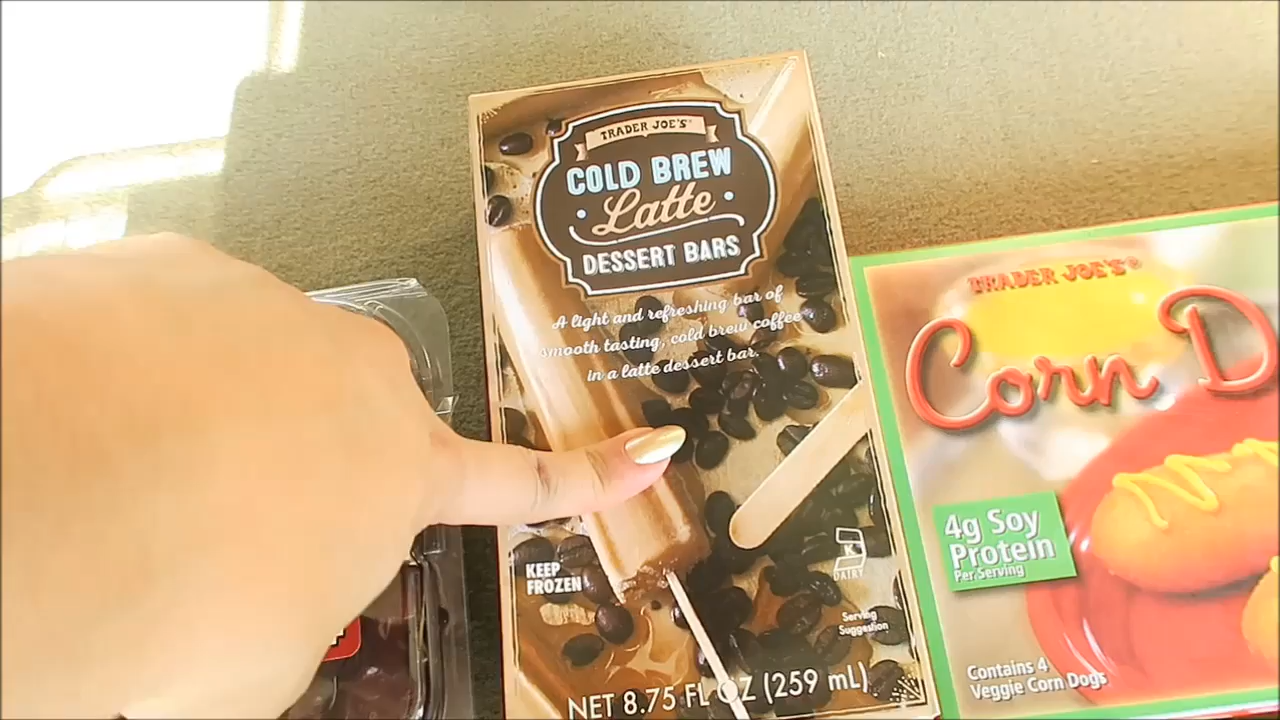 TRADER JOE'S®
COLD BREW
Latte
DESSERT BARS
A light and refreshing bar of
smooth tasting, cold brew coffee
in a latte dessert bar.
KEEP
FROZEN
K
DAIRY
Serving
Suggestion
NET 8.75 FL OZ (259 mL)
TRADER JOE'S®
Corn D
4g Soy
Protein
Per Serving
Contains 4
Veggie Corn Dogs